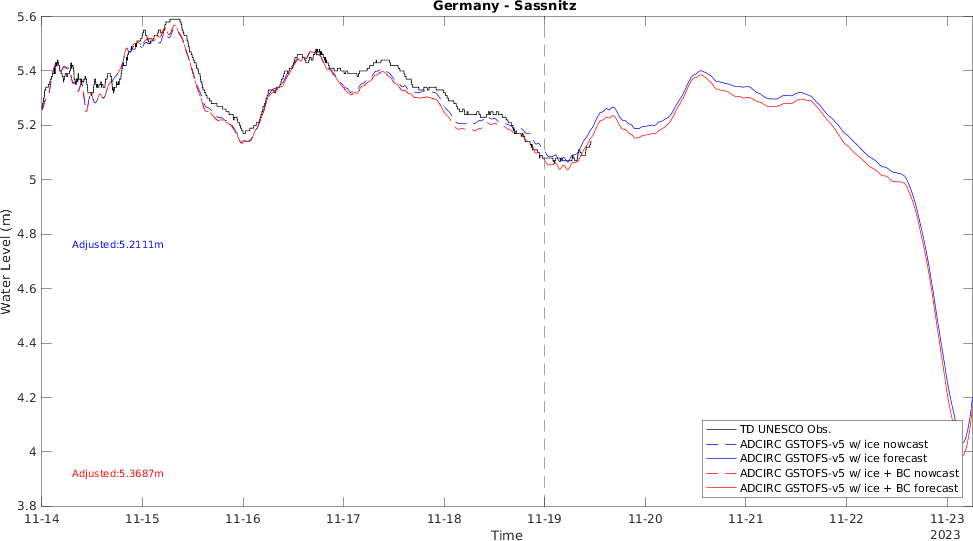 Germany - Sassnitz
5.6
5.4
5.2
5
4.8
4.6
4.4
4.2
4
3.8
Water Level (m)
Adjusted:5.2111m
Adjusted:5.3687m
TD UNESCO Obs.
ADCIRC GSTOFS-v5 w/ ice nowcast
ADCIRC GSTOFS-v5 w/ ice forecast
ADCIRC GSTOFS-v5 w/ ice + BC nowcast
ADCIRC GSTOFS-v5 w/ ice + BC forecast
11-14 11-15 11-16 11-17 11-18 11-19 11-20 11-21 11-22 11-23
2023
Time